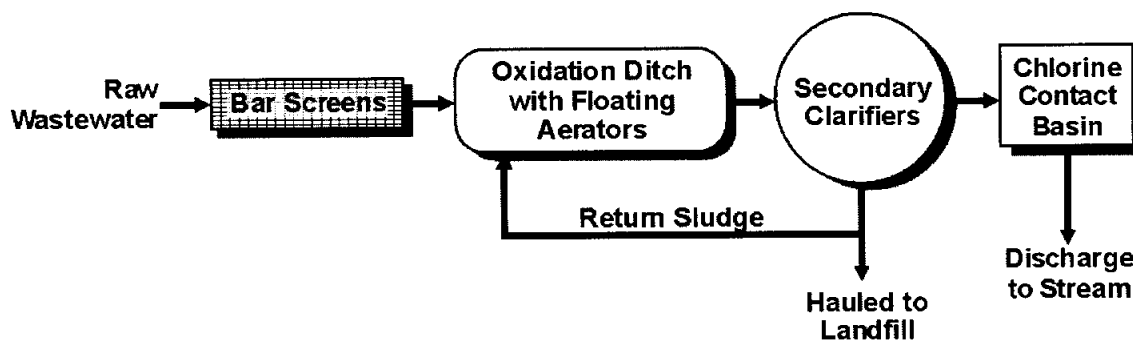 Raw
Wastewater
Bar Screens
Oxidation Ditch
with Floating
Aerators
Secondary
Clarifiers
Chlorine
Contact
Basin
Return Sludge
Hauled to
Landfill
Discharge
to Stream